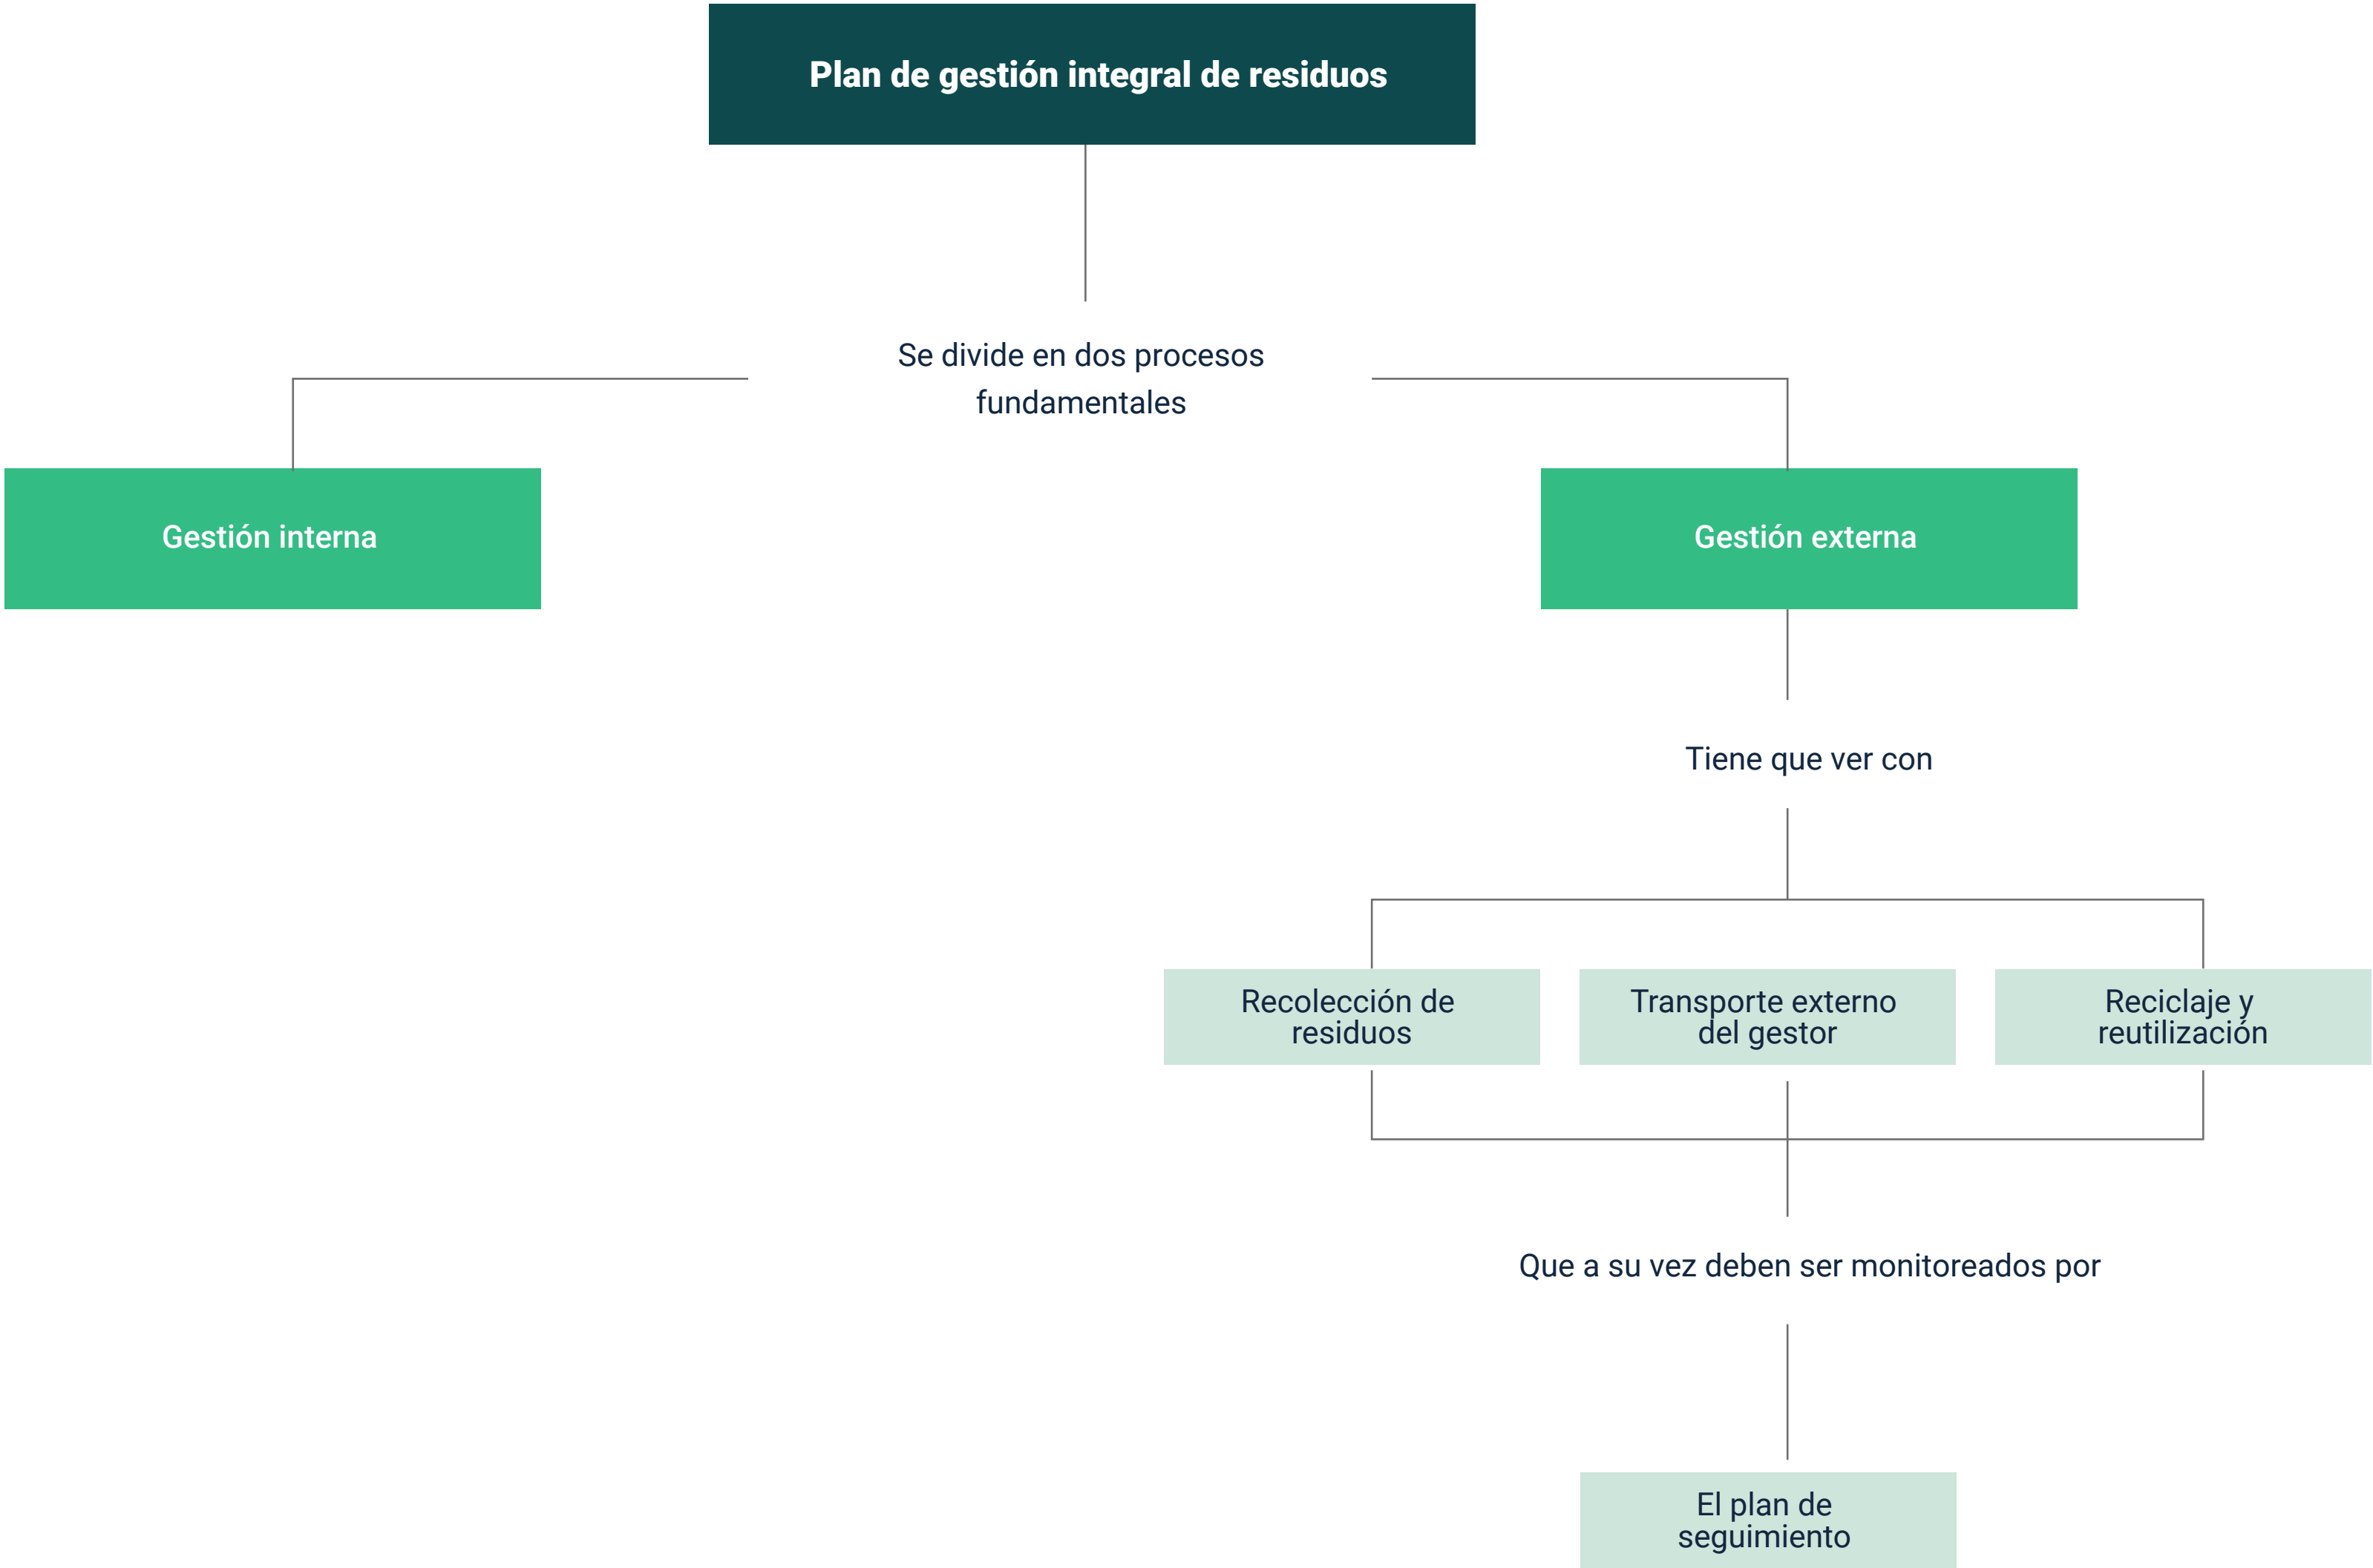 Plan de gestión integral de residuos
Se divide en dos procesos
fundamentales
Gestión interna
Gestión externa
Tiene que ver con
Recolección de
residuos
Transporte externo
del gestor
Reciclaje y
reutilización
Que a su vez deben ser monitoreados por
El plan de
seguimiento